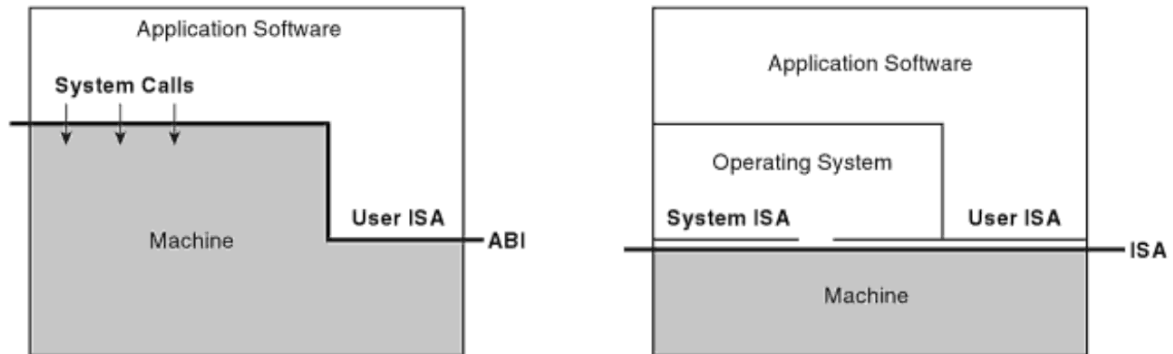 Application Software
System Calls
Machine
User ISA
ABI
Application Software
Operating System
System ISA
User ISA
ISA
Machine